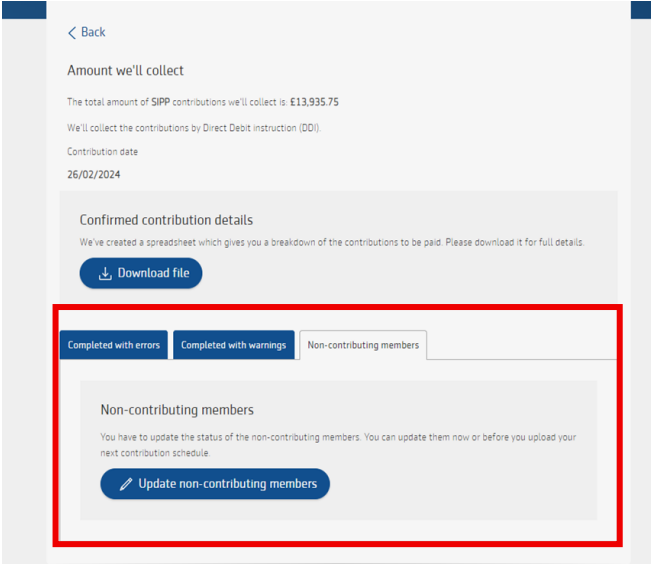 Back
Amount we'll collect
The total amount of SIPP contributions we'll collect is: £13,935.75
We'll collect the contributions by Direct Debit instruction (DDI).
Contribution date
26/02/2024
Confirmed contribution details
We've created a spreadsheet which gives you a breakdown of the contributions to be paid. Please download it for full details.
Download file
Completed with errors Completed with warnings Non-contributing members
Non-contributing members
You have to update the status of the non-contributing members. You can update them now or before you upload your
next contribution schedule.
Update non-contributing members